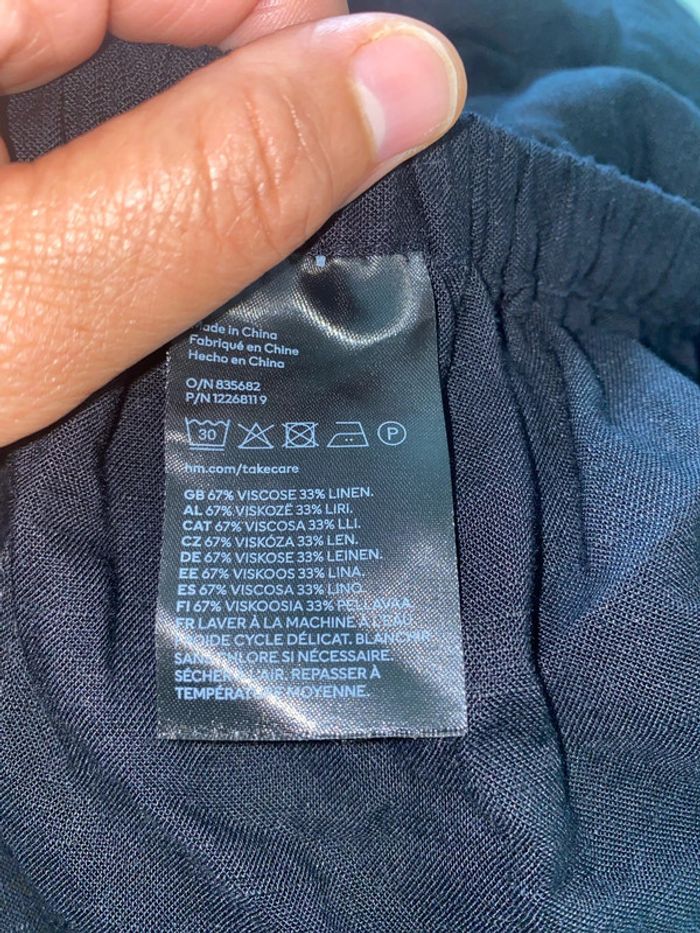 Made in China
Fabriqué en Chine
Hecho en China
O/N 835682
P/N 12268119
30 P
hm.com/takecare
GB 67% VISCOSE 33% LINEN.
AL 67% VISKOZË 33% LIRI.
CAT 67% VISCOSA 33% LLI.
CZ 67% VISKÓZA 33% LEN.
DE 67% VISKOSE 33% LEINEN.
EE 67% VISKOOS 33% LINA.
ES 67% VISCOSA 33% LINO.
FI 67% VISKOOSIA 33% PELLAVAA.
FR LAVER À LA MACHINE À L'EAU
FROIDE CYCLE DÉLICAT. BLANCHIR
SANS CHLORE SI NÉCESSAIRE.
SÉCHER L'AIR. REPASSER À
TEMPÉRATURE MOYENNE.